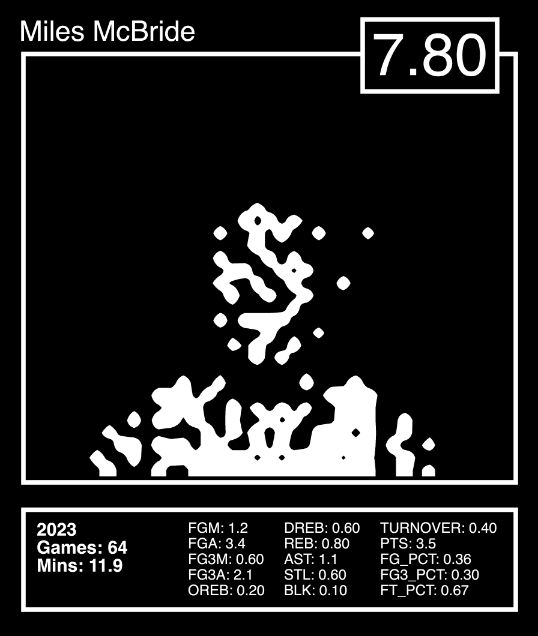 Miles McBride
7.80
2023
Games: 64
Mins: 11.9
FGM: 1.2
FGA: 3.4
FG3M: 0.60
FG3A: 2.1
OREB: 0.20
DREB: 0.60
REB: 0.80
AST: 1.1
STL: 0.60
BLK: 0.10
TURNOVER: 0.40
PTS: 3.5
FG_PCT: 0.36
FG3_PCT: 0.30
FT_PCT: 0.67